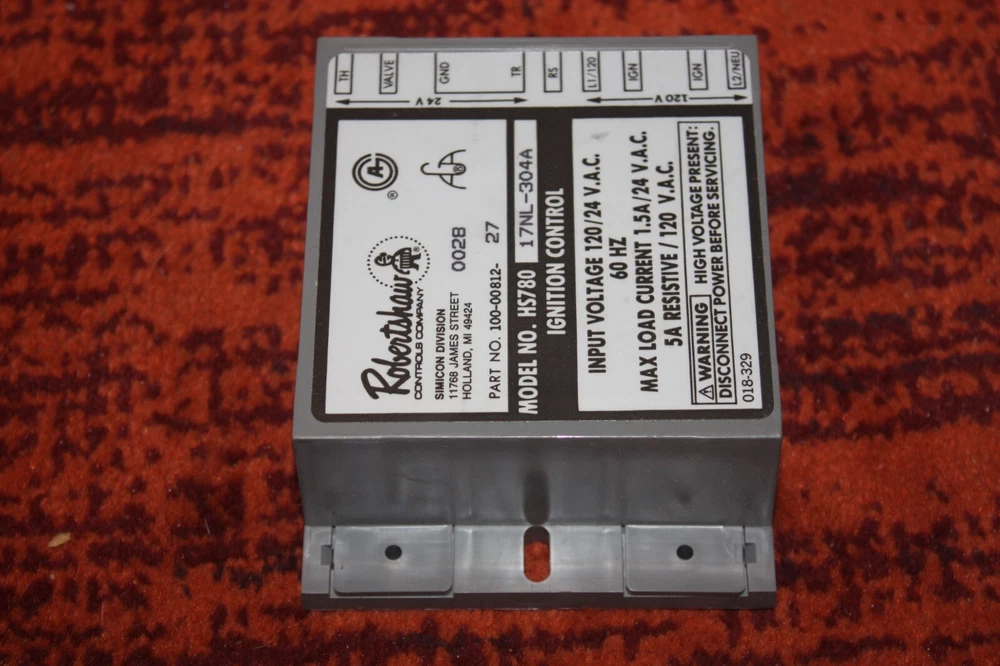 TH
VALVE
GND
TR
RS
L1/120
IGN
IGN
L2/NEU
24 V
120 V
Robertshaw®
CONTROLS COMPANY
SIMICON DIVISION
11768 JAMES STREET
HOLLAND, MI 49424
002B
PART NO. 100-00812- 27
®
MODEL NO. HS780 17NL-304A
IGNITION CONTROL
INPUT VOLTAGE 120/24 V.A.C.
60 HZ
MAX LOAD CURRENT 1.5A/24 V.A.C.
5A RESISTIVE / 120 V.A.C.
⚠ WARNING HIGH VOLTAGE PRESENT:
DISCONNECT POWER BEFORE SERVICING.
018-329